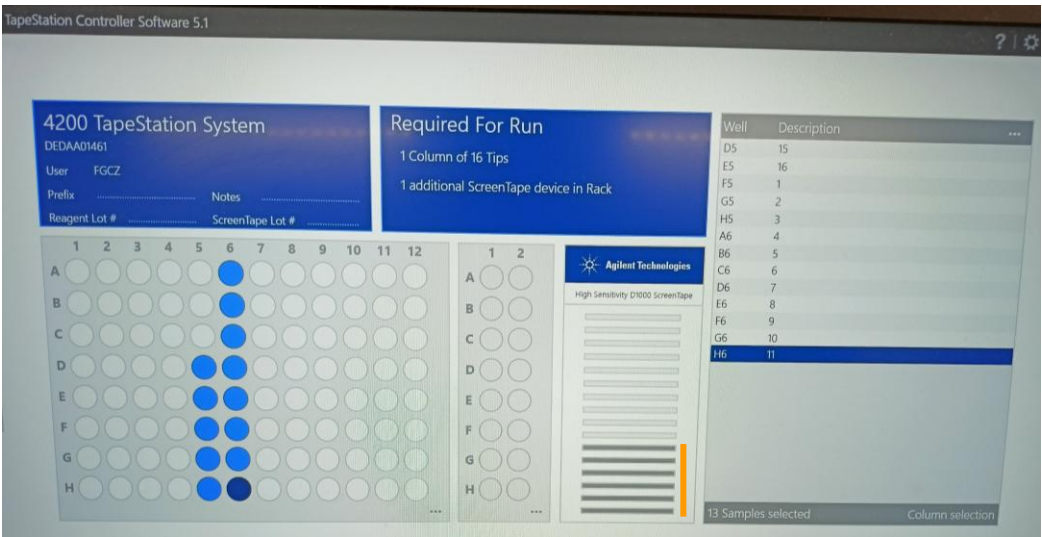 TapeStation Controller Software 5.1
?
4200 TapeStation System
DEDAA01461
User FGCZ
Prefix Notes
Reagent Lot # ScreenTape Lot #
Required For Run
1 Column of 16 Tips
1 additional ScreenTape device in Rack
1 2 3 4 5 6 7 8 9 10 11 12
A
B
C
D
E
F
G
H
...
1 2
A
B
C
D
E
F
G
H
...
Agilent Technologies
High Sensitivity D1000 ScreenTape
Well Description ...
D5 15
E5 16
F5 1
G5 2
H5 3
A6 4
B6 5
C6 6
D6 7
E6 8
F6 9
G6 10
H6 11
13 Samples selected Column selection